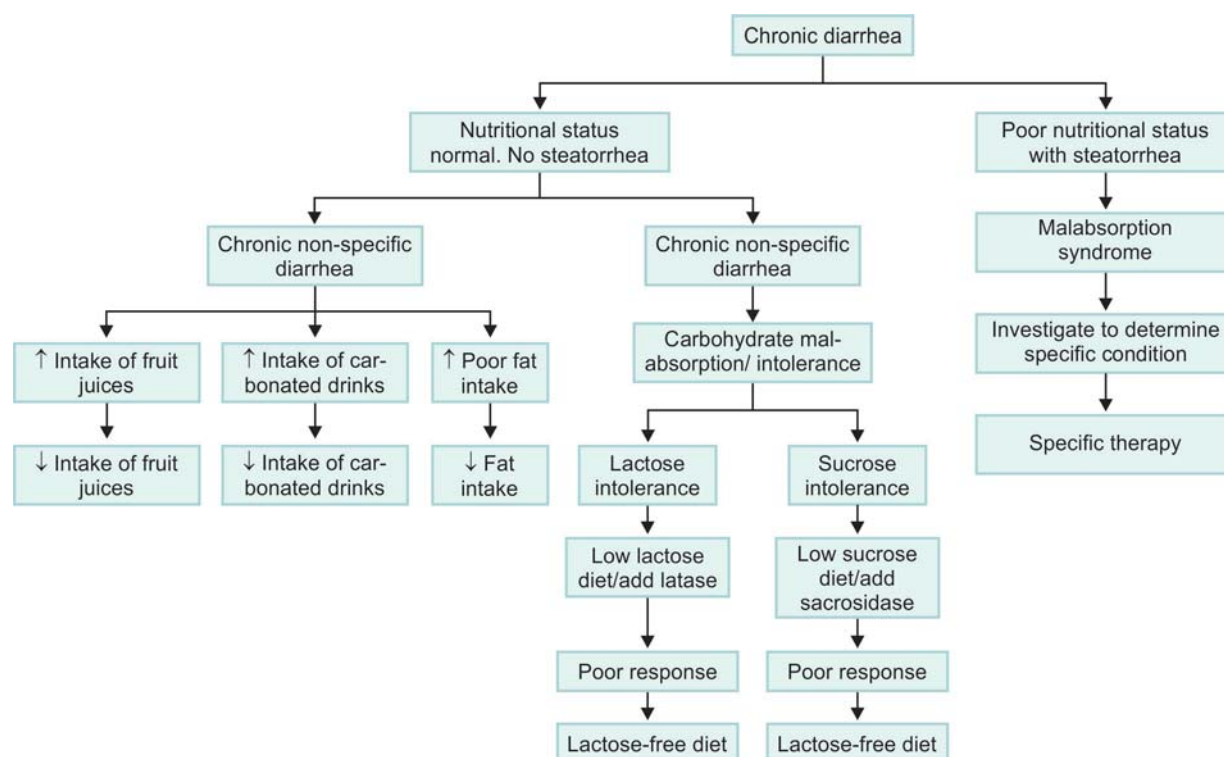 Chronic diarrhea
Nutritional status
normal. No steatorrhea
Poor nutritional status
with steatorrhea
Chronic non-specific
diarrhea
Chronic non-specific
diarrhea
Malabsorption
syndrome
↑ Intake of fruit
juices
↑ Intake of car-
bonated drinks
↑ Poor fat
intake
Carbohydrate mal-
absorption/ intolerance
Investigate to determine
specific condition
↓ Intake of fruit
juices
↓ Intake of car-
bonated drinks
↓ Fat
intake
Lactose
intolerance
Sucrose
intolerance
Specific therapy
Low lactose
diet/add latase
Low sucrose
diet/add
sacrosidase
Poor response
Poor response
Lactose-free diet
Lactose-free diet